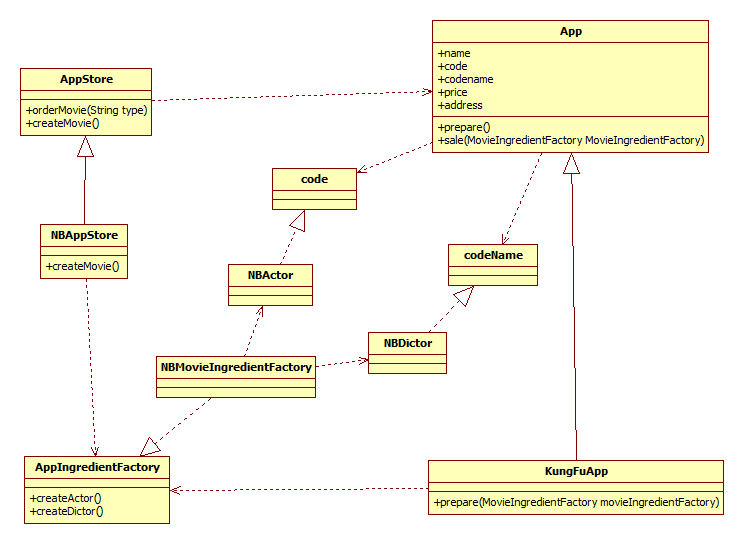 App
+name
+code
+codename
+price
+address
+prepare()
+sale(MovieIngredientFactory MovieIngredientFactory)
AppStore
+orderMovie(String type)
+createMovie()
code
NBAppStore
+createMovie()
codeName
NBActor
NBDictor
NBMovieIngredientFactory
AppIngredientFactory
+createActor()
+createDictor()
KungFuApp
+prepare(MovieIngredientFactory movieIngredientFactory)